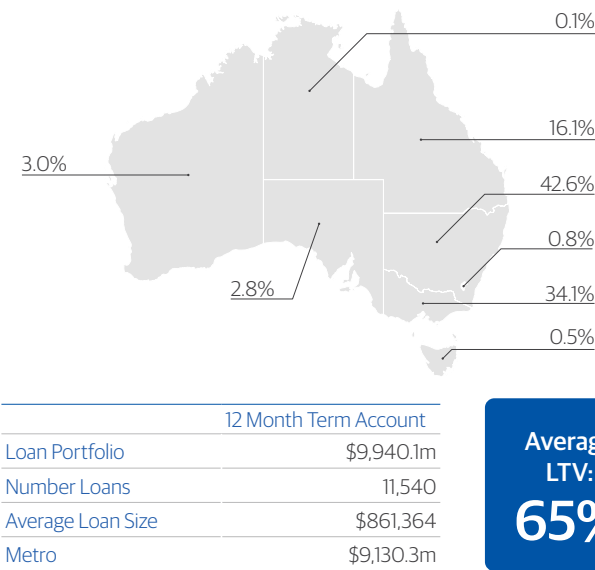 0.1%
16.1%
3.0%
42.6%
0.8%
2.8%
34.1%
0.5%
12 Month Term Account
Loan Portfolio $9,940.1m
Number Loans 11,540
Average Loan Size $861,364
Metro $9,130.3m
LTV:
65%